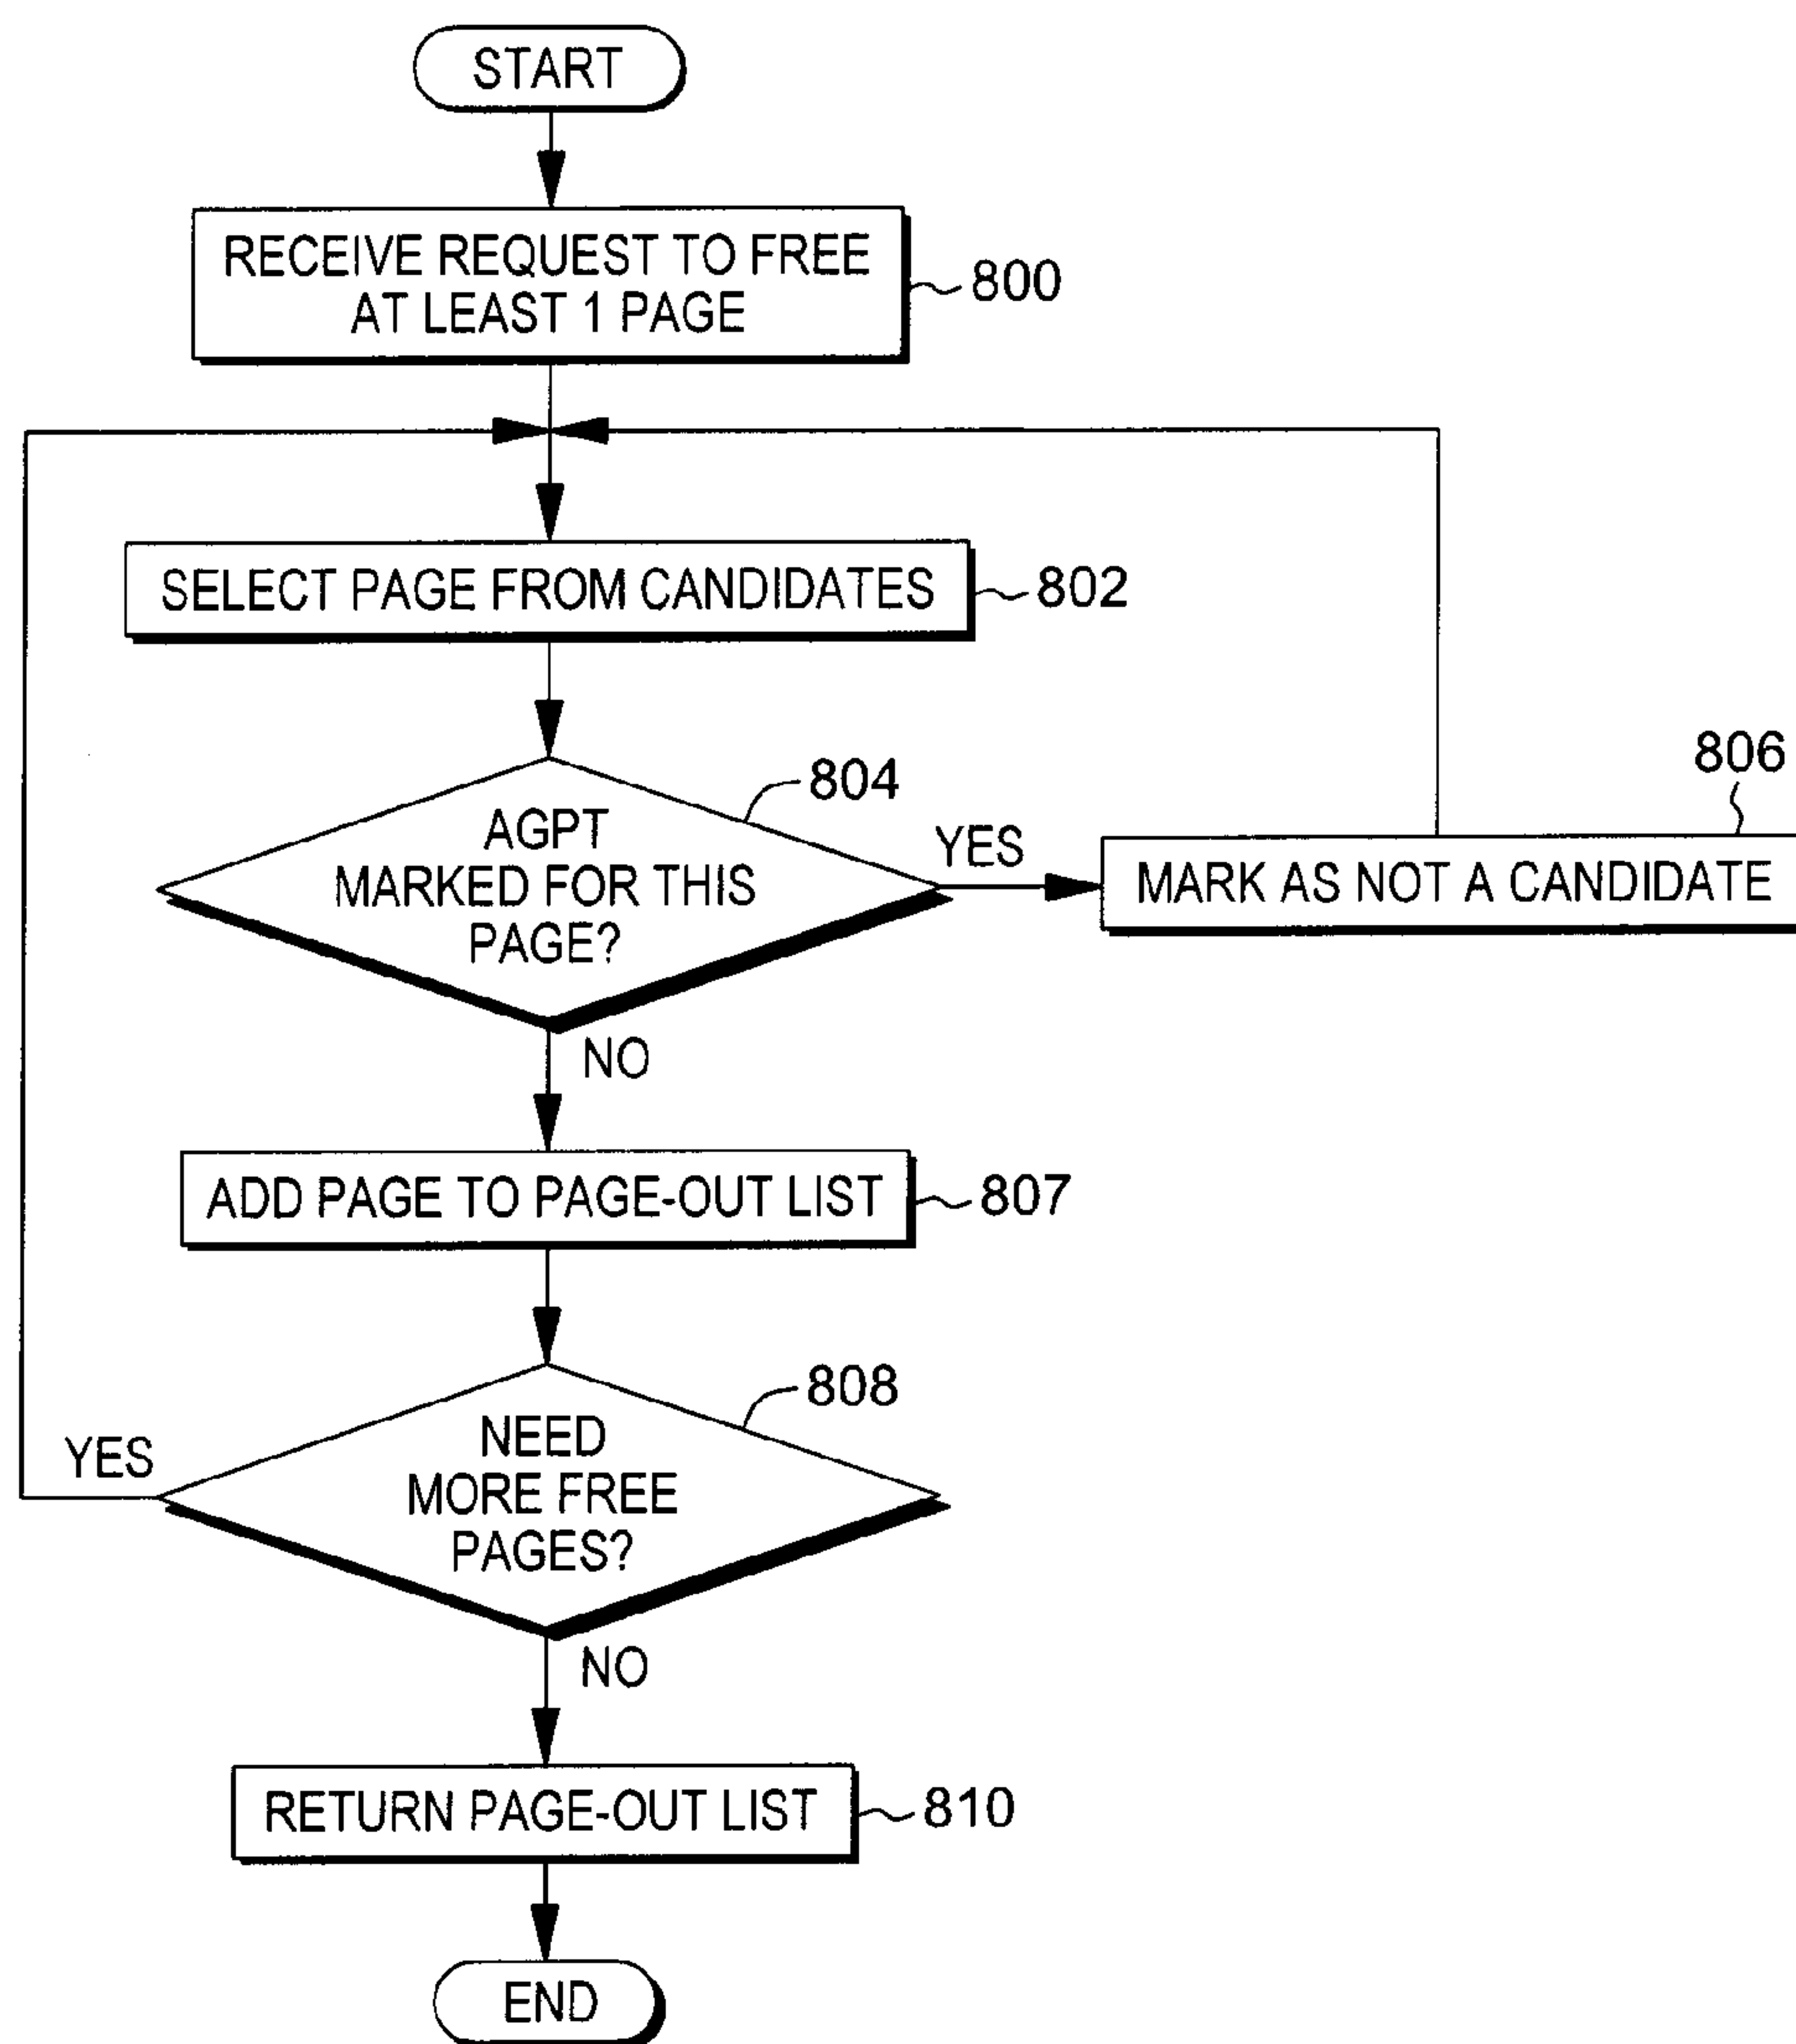 START
RECEIVE REQUEST TO FREE
AT LEAST 1 PAGE
800
SELECT PAGE FROM CANDIDATES
802
804
AGPT
MARKED FOR THIS
PAGE?
YES
806
MARK AS NOT A CANDIDATE
NO
ADD PAGE TO PAGE-OUT LIST
807
808
NEED
MORE FREE
PAGES?
YES
NO
RETURN PAGE-OUT LIST
810
END